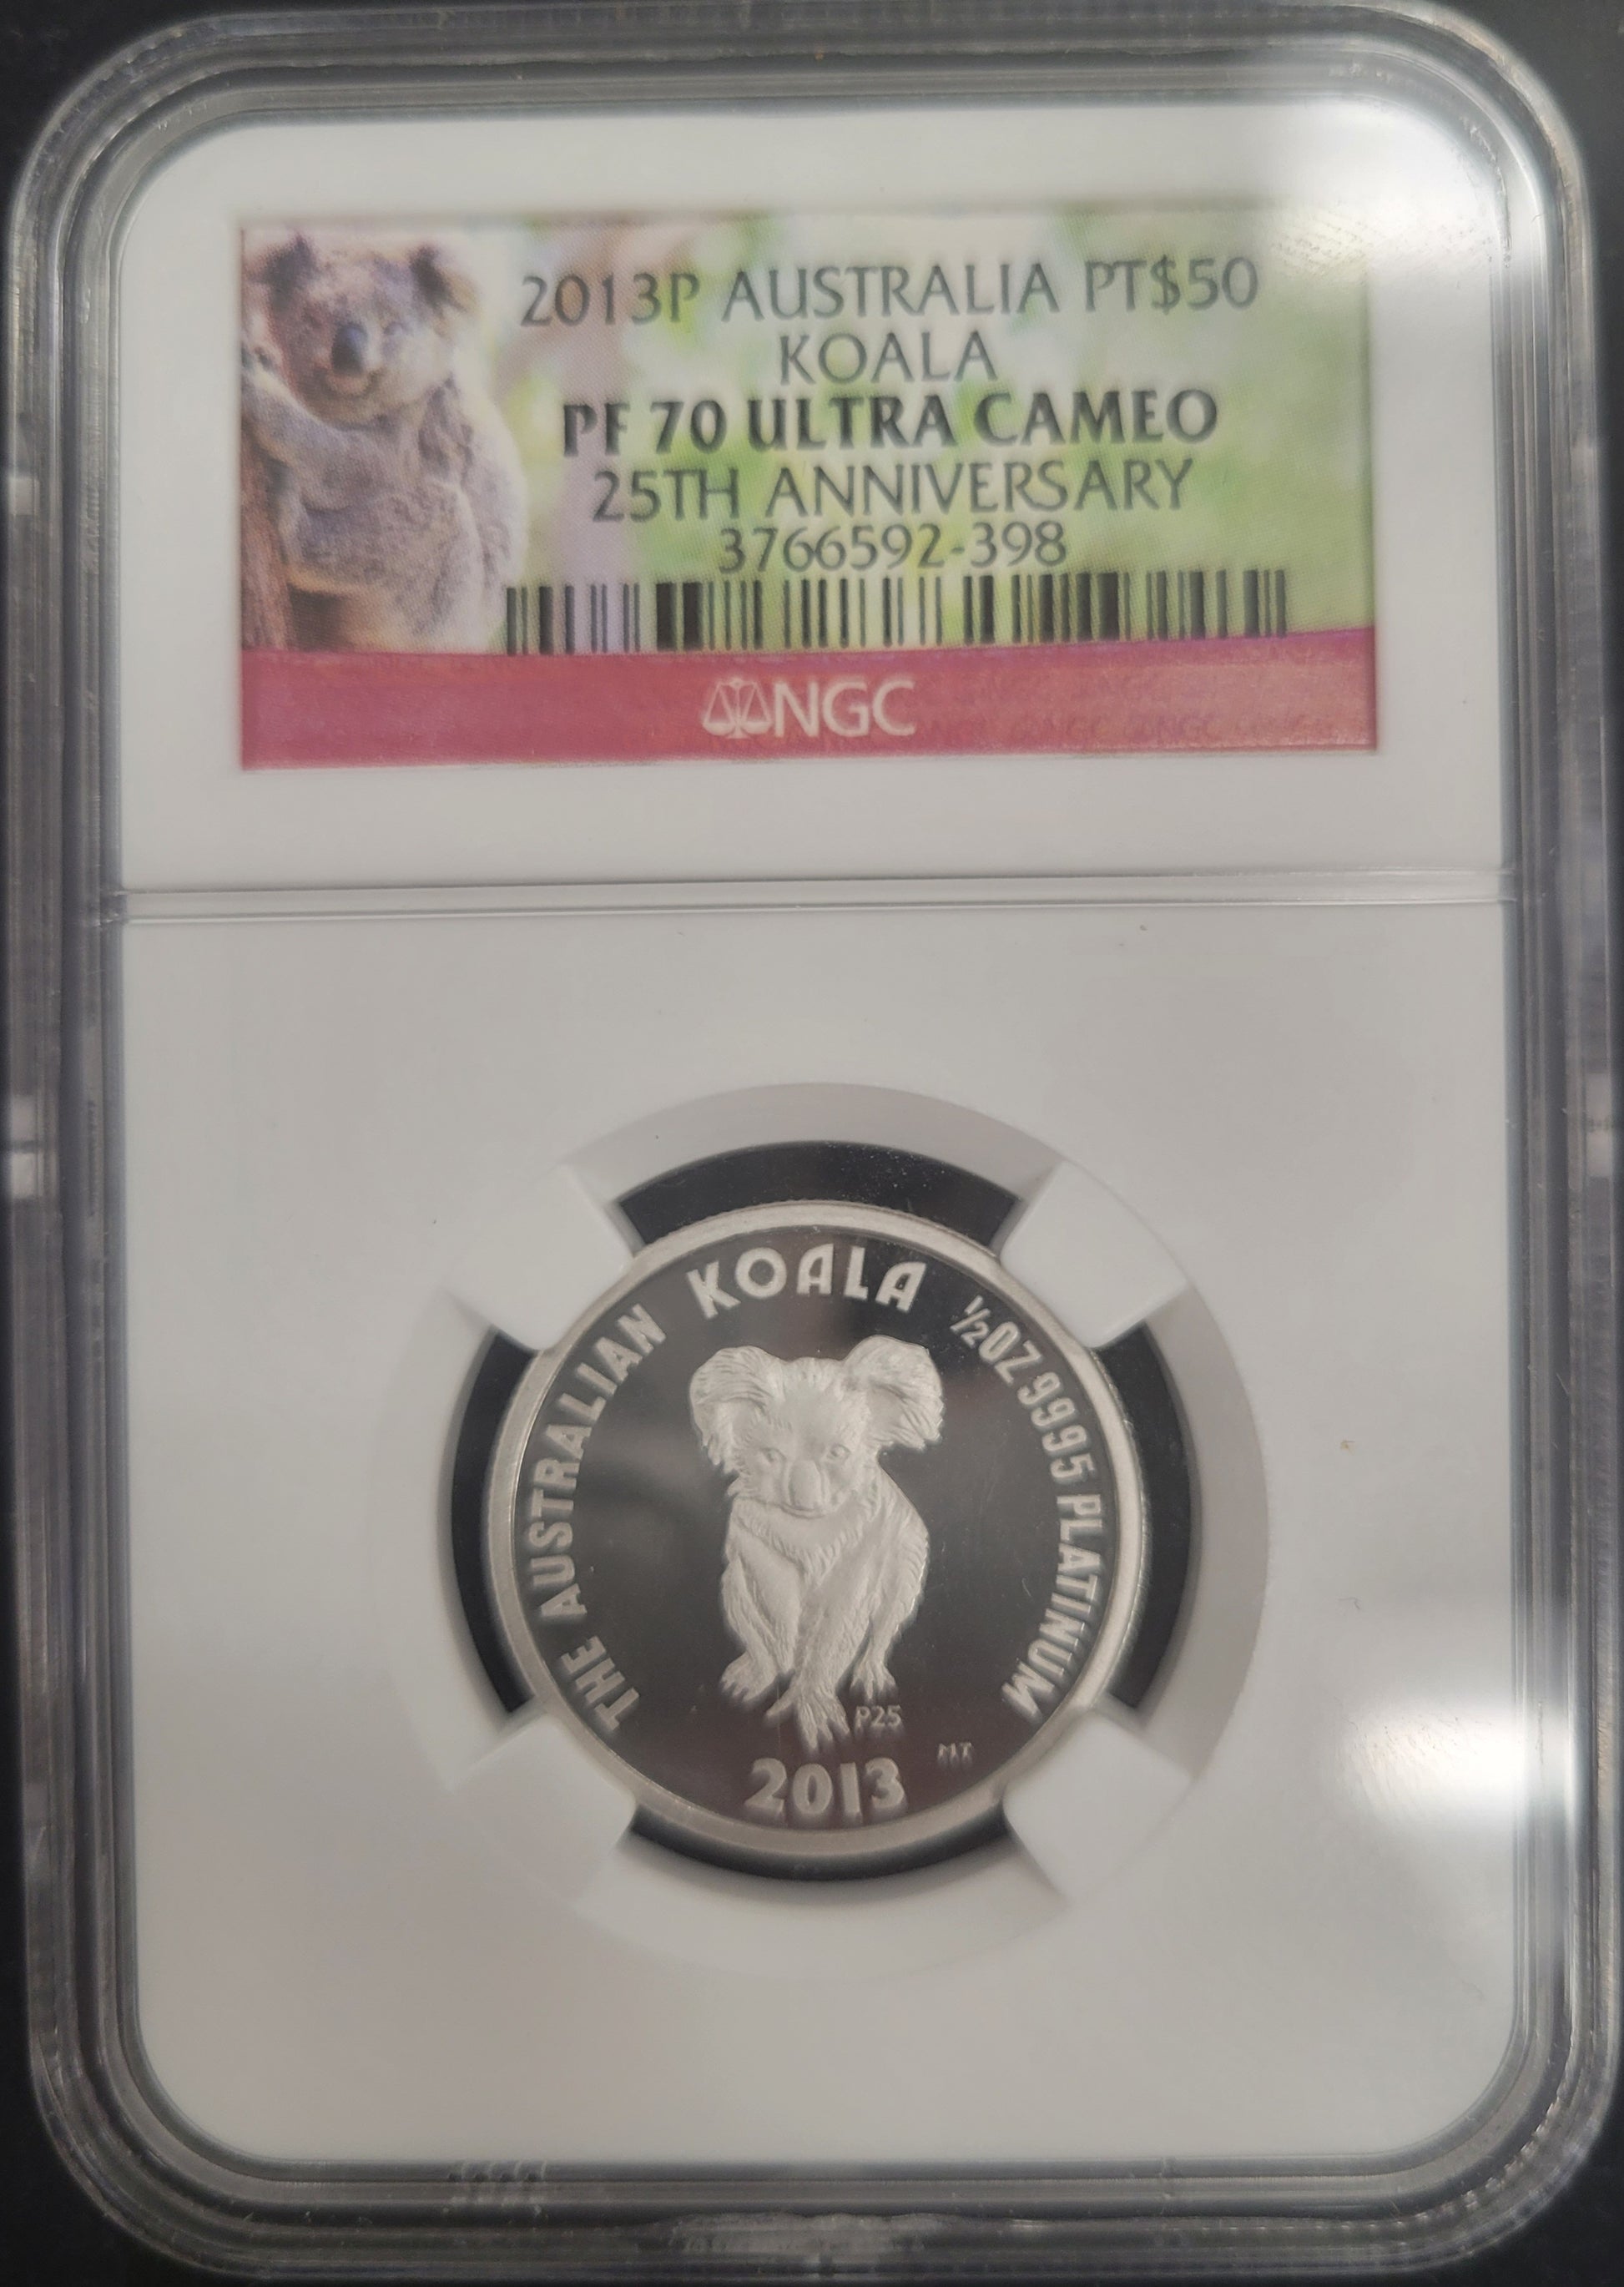 2013P AUSTRALIA PT$50
KOALA
PF 70 ULTRA CAMEO
25TH ANNIVERSARY
3766592-398
NGC
THE AUSTRALIAN KOALA ½OZ 9995 PLATINUM
P25
MT
2013